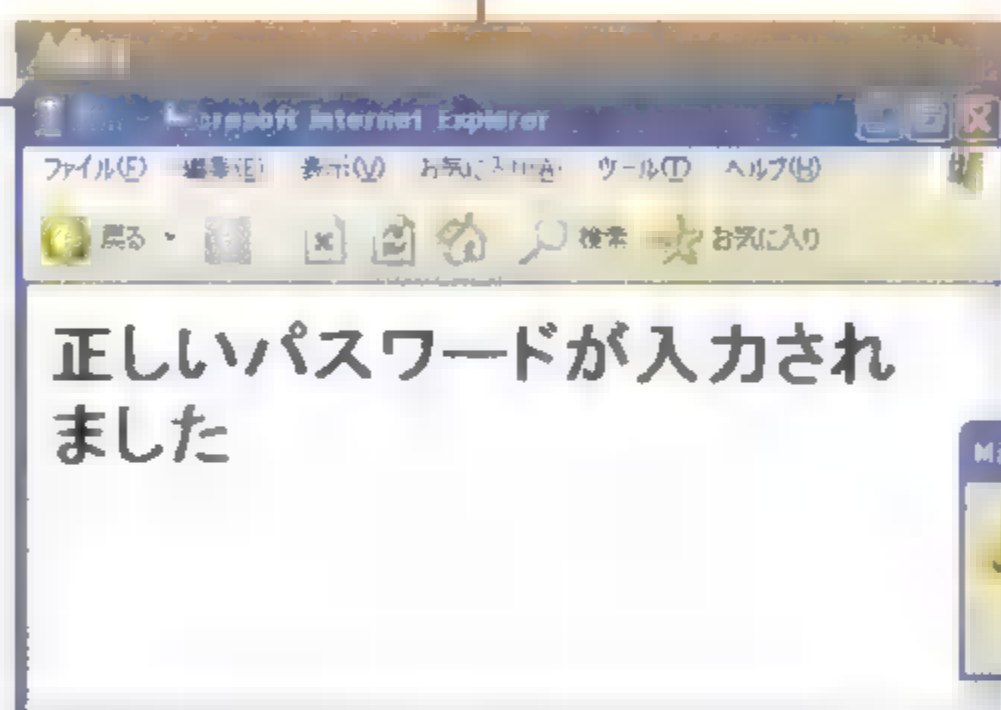 Microsoft Internet Explorer
ファイル(F) 編集(E) 表示(V) お気に入り(A) ツール(T) ヘルプ(H)
戻る 検索 お気に入り
正しいパスワードが入力され
ました